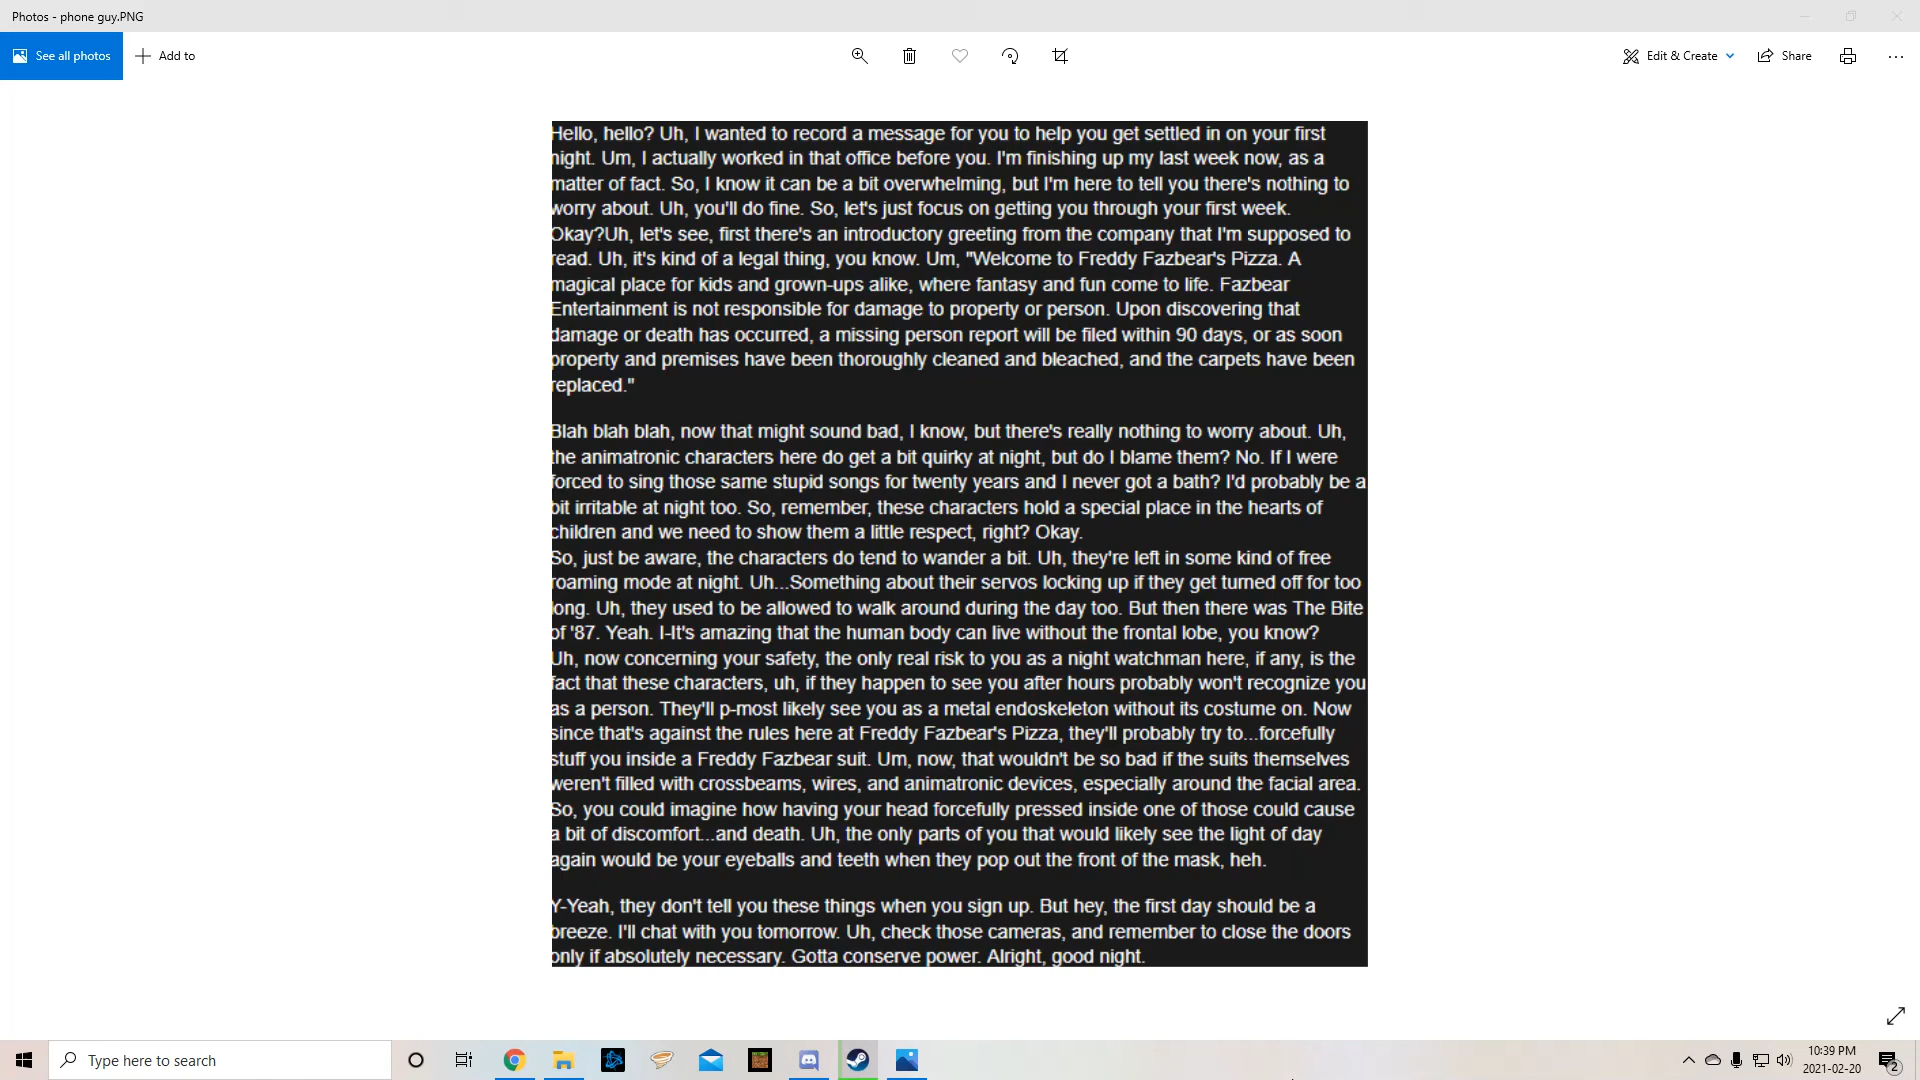 Photos - phone guy.PNG
See all photos
Add to
Edit & Create
Share
Hello, hello? Uh, I wanted to record a message for you to help you get settled in on your first
night. Um, I actually worked in that office before you. I'm finishing up my last week now, as a
matter of fact. So, I know it can be a bit overwhelming, but I'm here to tell you there's nothing to
worry about. Uh, you'll do fine. So, let's just focus on getting you through your first week.
Okay?Uh, let's see, first there's an introductory greeting from the company that I'm supposed to
read. Uh, it's kind of a legal thing, you know. Um, "Welcome to Freddy Fazbear's Pizza. A
magical place for kids and grown-ups alike, where fantasy and fun come to life. Fazbear
Entertainment is not responsible for damage to property or person. Upon discovering that
damage or death has occurred, a missing person report will be filed within 90 days, or as soon
property and premises have been thoroughly cleaned and bleached, and the carpets have been
replaced."
Blah blah blah, now that might sound bad, I know, but there's really nothing to worry about. Uh,
the animatronic characters here do get a bit quirky at night, but do I blame them? No. If I were
forced to sing those same stupid songs for twenty years and I never got a bath? I'd probably be a
bit irritable at night too. So, remember, these characters hold a special place in the hearts of
children and we need to show them a little respect, right? Okay.
So, just be aware, the characters do tend to wander a bit. Uh, they're left in some kind of free
roaming mode at night. Uh...Something about their servos locking up if they get turned off for too
long. Uh, they used to be allowed to walk around during the day too. But then there was The Bite
of '87. Yeah. I-It's amazing that the human body can live without the frontal lobe, you know?
Uh, now concerning your safety, the only real risk to you as a night watchman here, if any, is the
fact that these characters, uh, if they happen to see you after hours probably won't recognize you
as a person. They'll p-most likely see you as a metal endoskeleton without its costume on. Now
since that's against the rules here at Freddy Fazbear's Pizza, they'll probably try to...forcefully
stuff you inside a Freddy Fazbear suit. Um, now, that wouldn't be so bad if the suits themselves
weren't filled with crossbeams, wires, and animatronic devices, especially around the facial area.
So, you could imagine how having your head forcefully pressed inside one of those could cause
a bit of discomfort...and death. Uh, the only parts of you that would likely see the light of day
again would be your eyeballs and teeth when they pop out the front of the mask, heh.
Y-Yeah, they don't tell you these things when you sign up. But hey, the first day should be a
breeze. I'll chat with you tomorrow. Uh, check those cameras, and remember to close the doors
only if absolutely necessary. Gotta conserve power. Alright, good night.
Type here to search
10:39 PM
2021-02-20
2